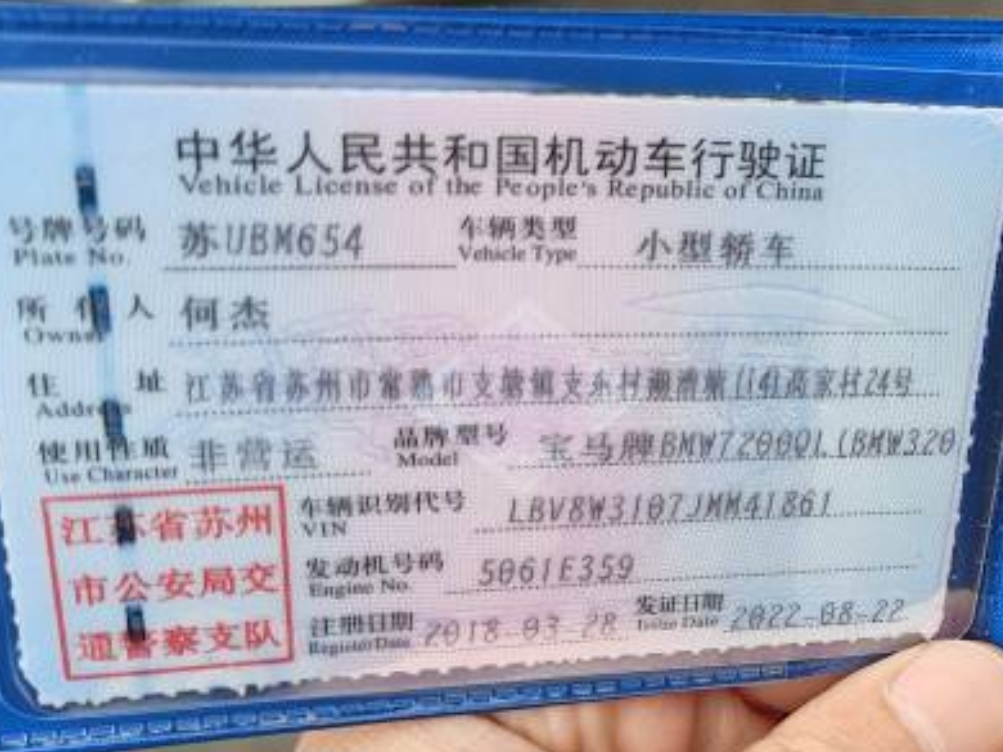 中华人民共和国机动车行驶证
Vehicle License of the People's Republic of China
号牌号码 苏UBM654 车辆类型 小型轿车
Plate No. Vehicle Type
所有人 何杰
Owner
住址 江苏省苏州市常熟市支塘镇支东村 (14)高家村24号
Address
使用性质 非营运 品牌型号 宝马牌BMW7200QL(BMW320
Use Character Model
江苏省苏州
市公安局交
通警察支队
车辆识别代号 LBV8W3107JMM41861
VIN
发动机号码 5061E359
Engine No.
注册日期 2018-03-28 发证日期 2022-08-22
Register Date Issue Date